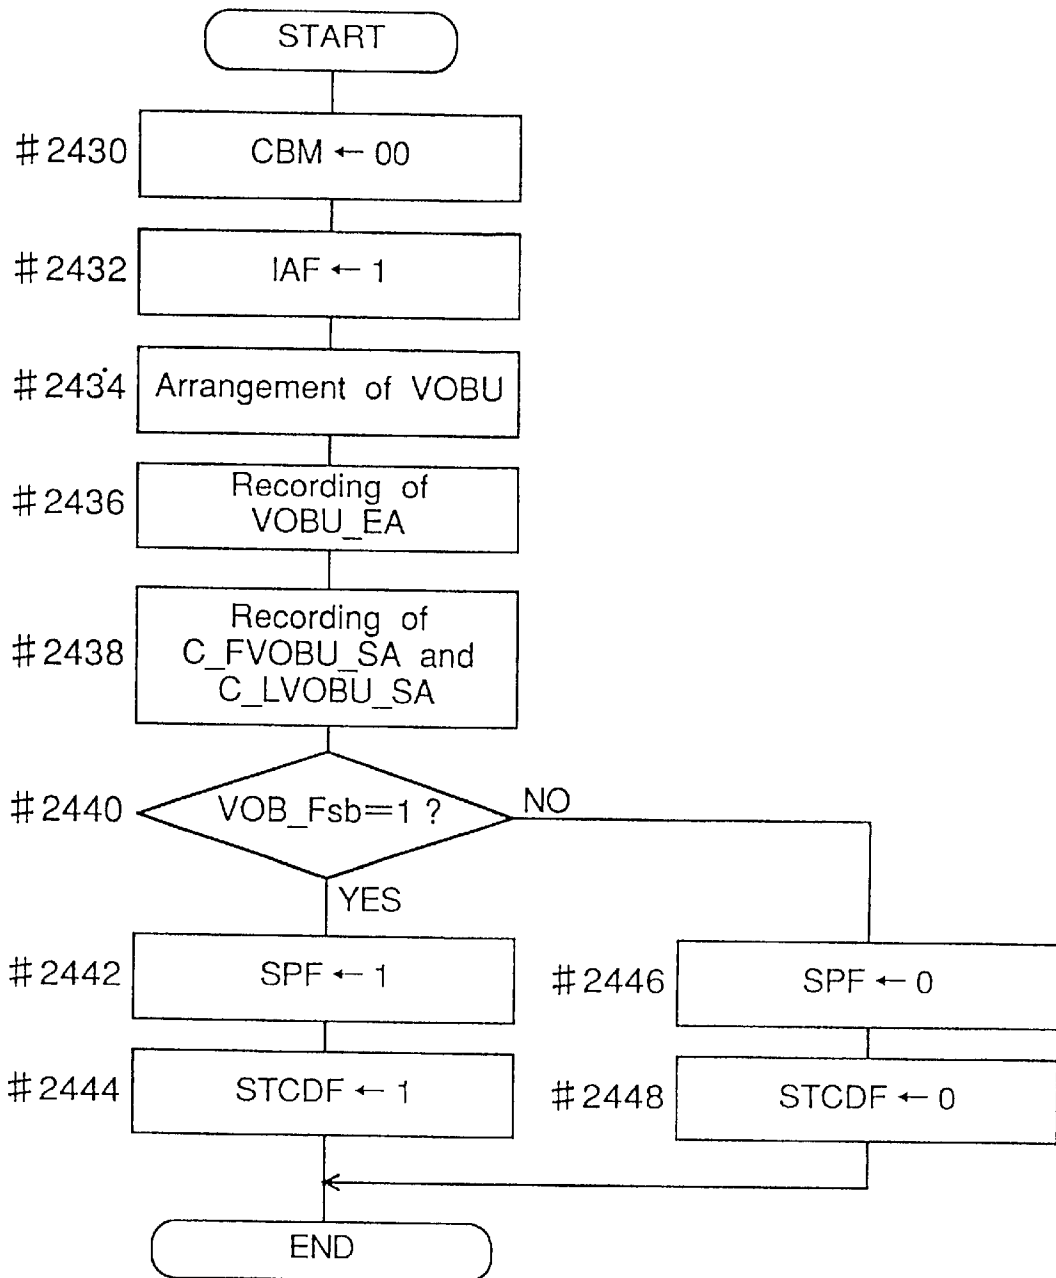 START
#2430
CBM ← 00
#2432
IAF ← 1
#2434
Arrangement of VOBU
#2436
Recording of
VOBU_EA
#2438
Recording of
C_FVOBU_SA and
C_LVOBU_SA
#2440
VOB_Fsb=1 ?
NO
YES
#2442
SPF ← 1
#2446
SPF ← 0
#2444
STCDF ← 1
#2448
STCDF ← 0
END